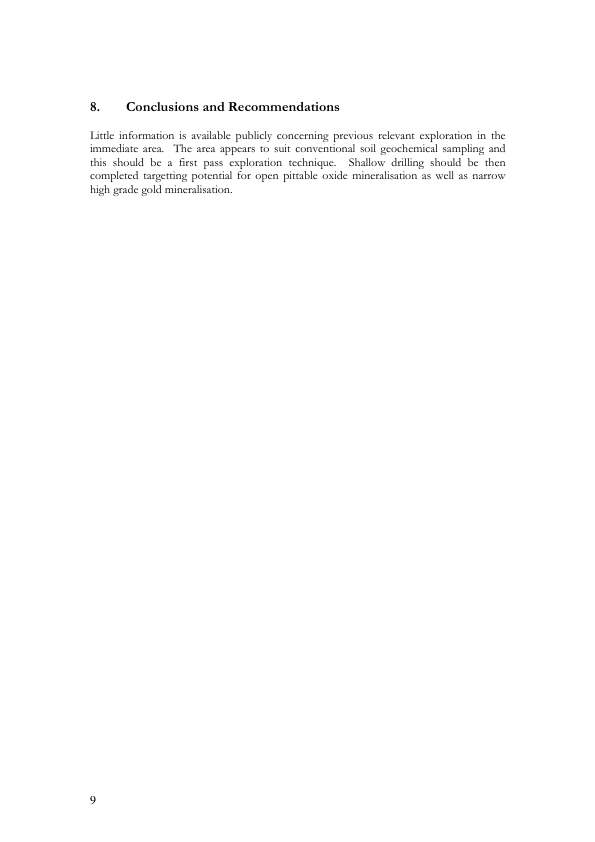 8. Conclusions and Recommendations
Little information is available publicly concerning previous relevant exploration in the
immediate area. The area appears to suit conventional soil geochemical sampling and
this should be a first pass exploration technique. Shallow drilling should be then
completed targetting potential for open pittable oxide mineralisation as well as narrow
high grade gold mineralisation.
9